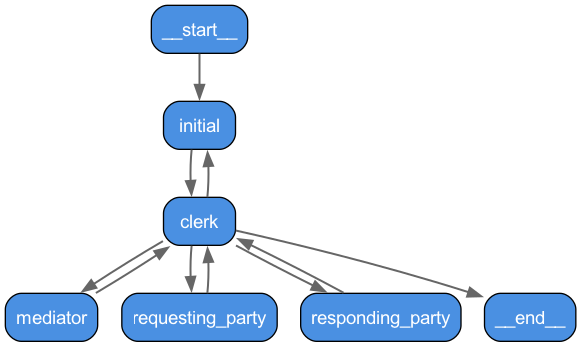 __start__
initial
clerk
mediator
requesting_party
responding_party
__end__